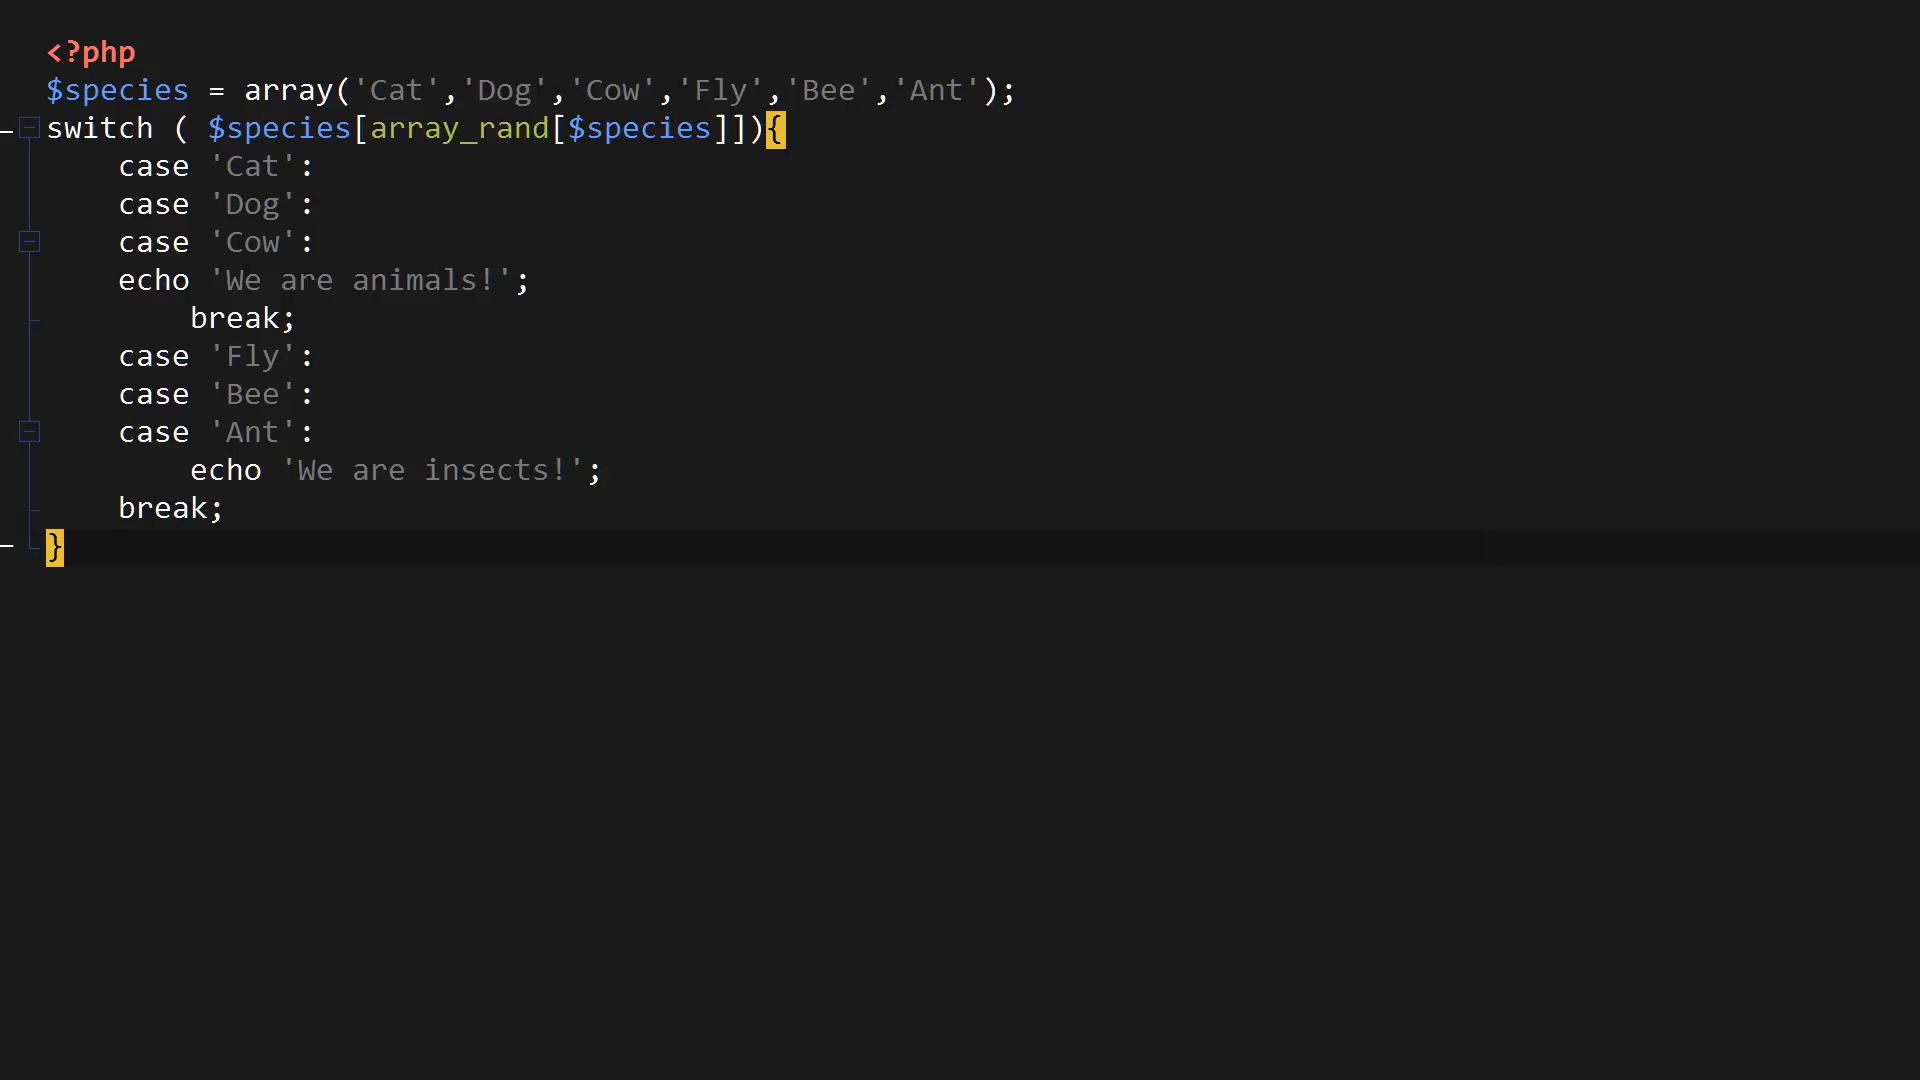 <?php
$species = array('Cat','Dog','Cow','Fly','Bee','Ant');
switch ( $species[array_rand[$species]]){
    case 'Cat':
    case 'Dog':
    case 'Cow':
    echo 'We are animals!';
        break;
    case 'Fly':
    case 'Bee':
    case 'Ant':
        echo 'We are insects!';
    break;
}